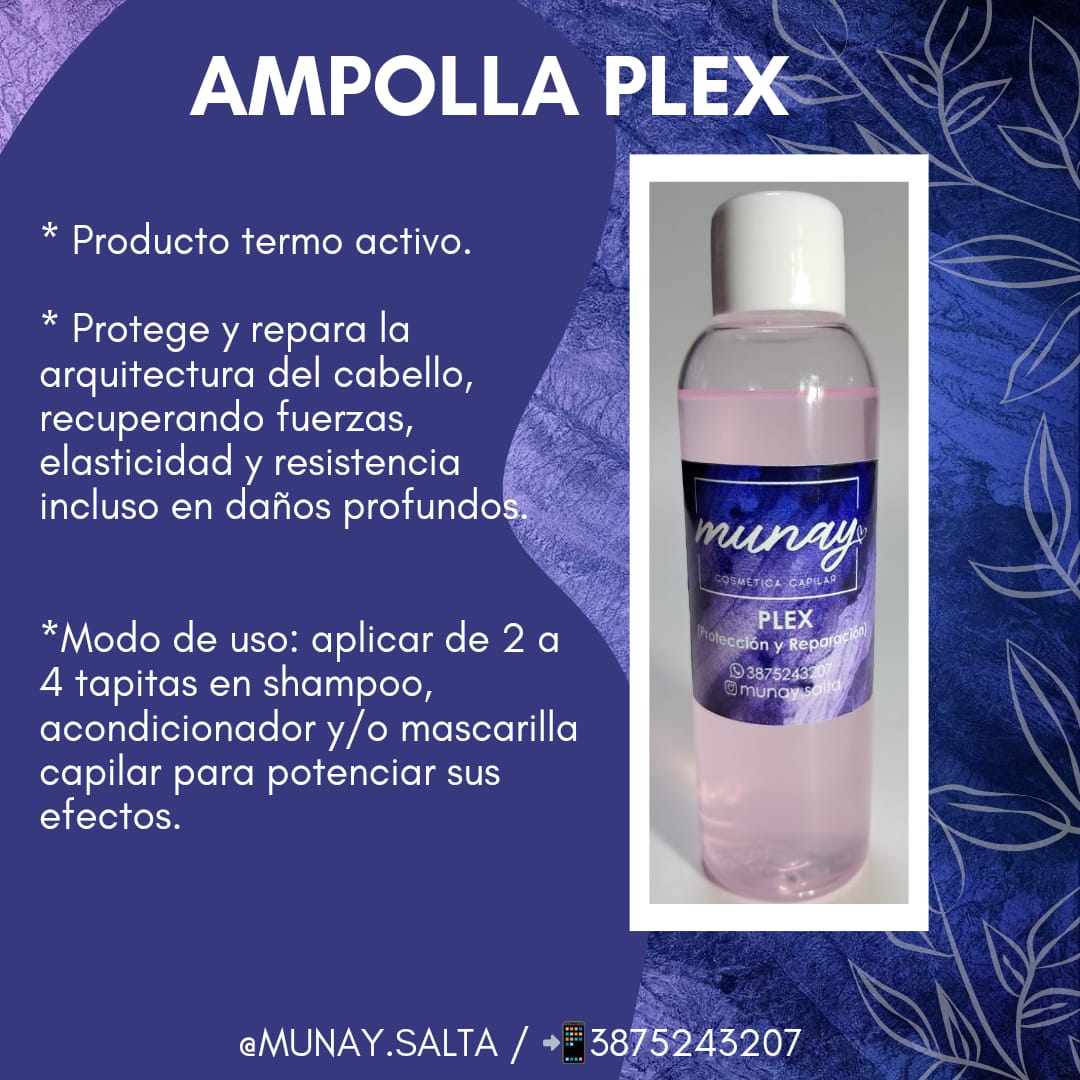 AMPOLLA PLEX
* Producto termo activo.
* Protege y repara la
arquitectura del cabello,
recuperando fuerzas,
elasticidad y resistencia
incluso en daños profundos.
*Modo de uso: aplicar de 2 a
4 tapitas en shampoo,
acondicionador y/o mascarilla
capilar para potenciar sus
efectos.
munay
COSMÉTICA CAPILAR
PLEX
(Protección y Reparación)
3875243207
munay.salta
@MUNAY.SALTA / 📲3875243207